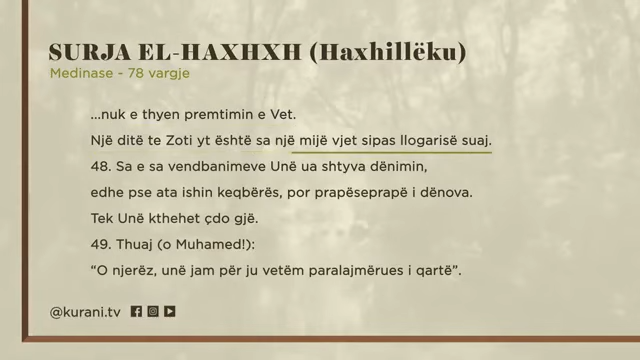 SURJA EL-HAXHXH (Haxhillëku)
Medinase - 78 vargje
...nuk e thyen premtimin e Vet.
Një ditë te Zoti yt është sa një mijë vjet sipas llogarisë suaj.
48. Sa e sa vendbanimeve Unë ua shtyva dënimin,
edhe pse ata ishin keqbërës, por prapëseprapë i dënova.
Tek Unë kthehet çdo gjë.
49. Thuaj (o Muhamed!):
“O njerëz, unë jam për ju vetëm paralajmërues i qartë”.
@kurani.tv